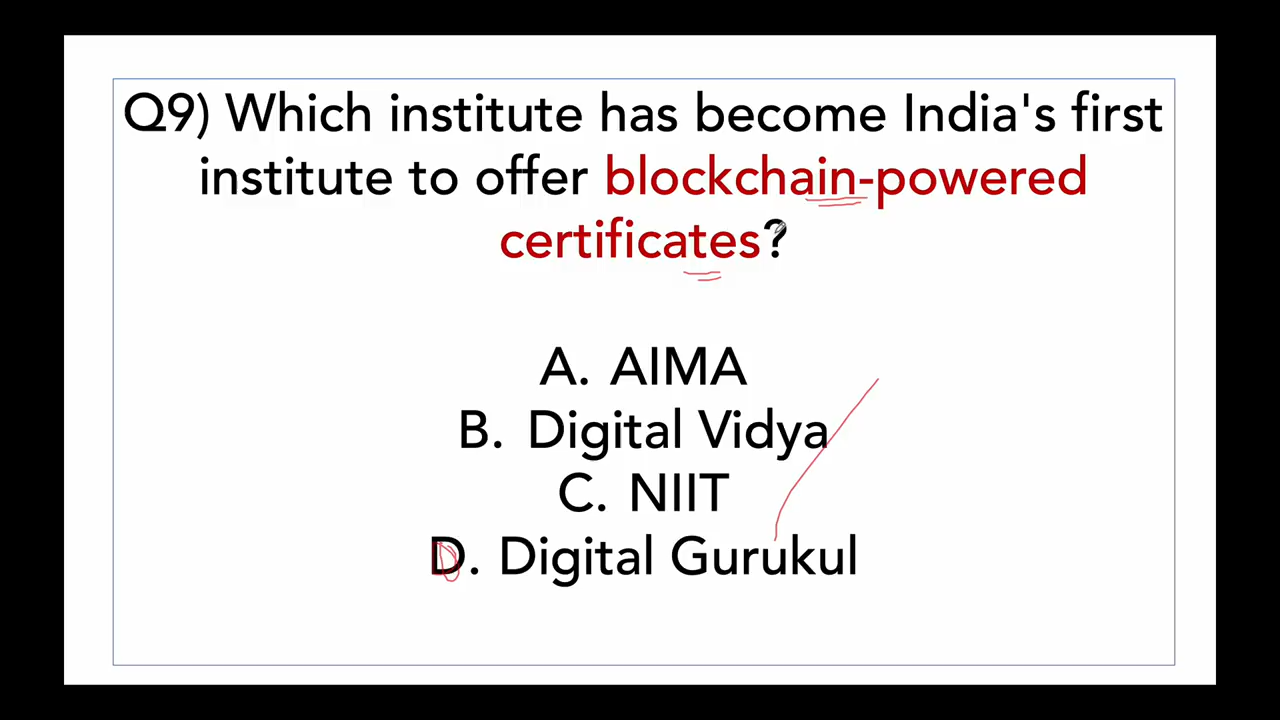 Q9) Which institute has become India's first
institute to offer blockchain-powered
certificates?
A. AIMA
B. Digital Vidya
C. NIIT
D. Digital Gurukul